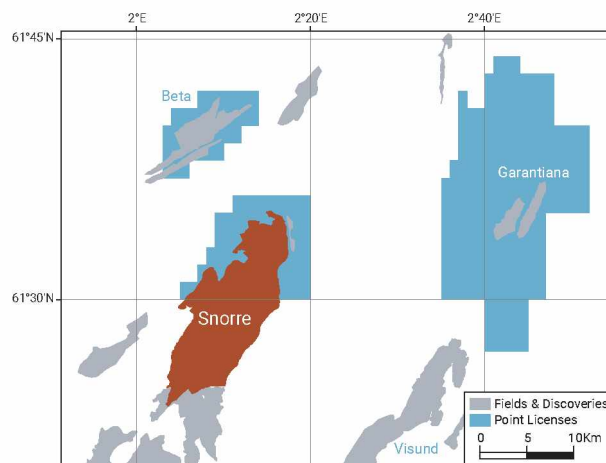 2°E
2°20'E
2°40'E
61°45'N
Beta
Garantiana
61°30'N
Snorre
Visund
Fields & Discoveries
Point Licenses
0 5 10Km